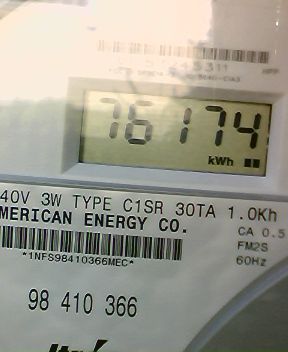 76174
kWh
40V 3W TYPE C1SR 30TA 1.0Kh
MERICAN ENERGY CO.
CA 0.5
FM2S
60Hz
*1NFS98410366MEC*
98 410 366